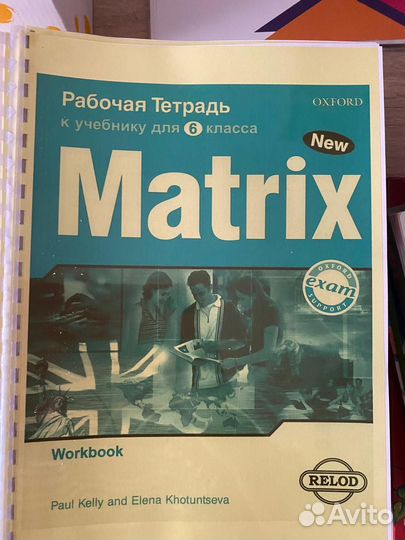 Рабочая Тетрадь
к учебнику для 6 класса
OXFORD
New
Matrix
OXFORD
exam
SUPPORT
Workbook
RELOD
Paul Kelly and Elena Khotuntseva
Avito